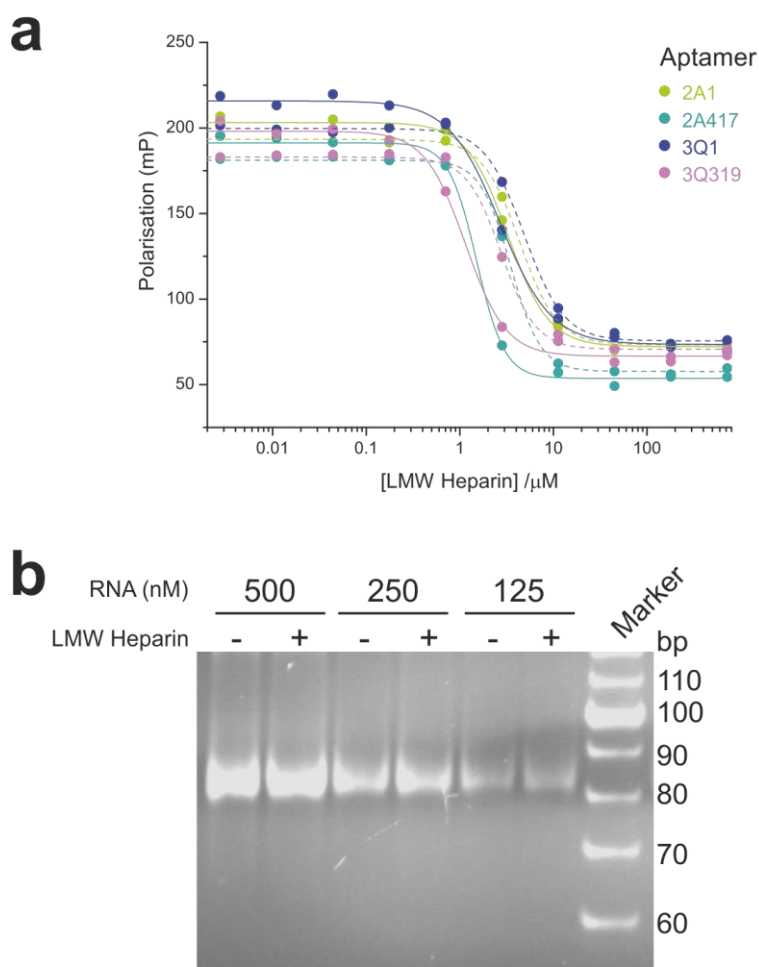 a
250
200
150
100
50
Polarisation (mP)
0.01 0.1 1 10 100
[LMW Heparin] /µM
Aptamer
2A1
2A417
3Q1
3Q319
b
RNA (nM) 500 250 125 Marker
LMW Heparin - + - + - + bp
110
100
90
80
70
60